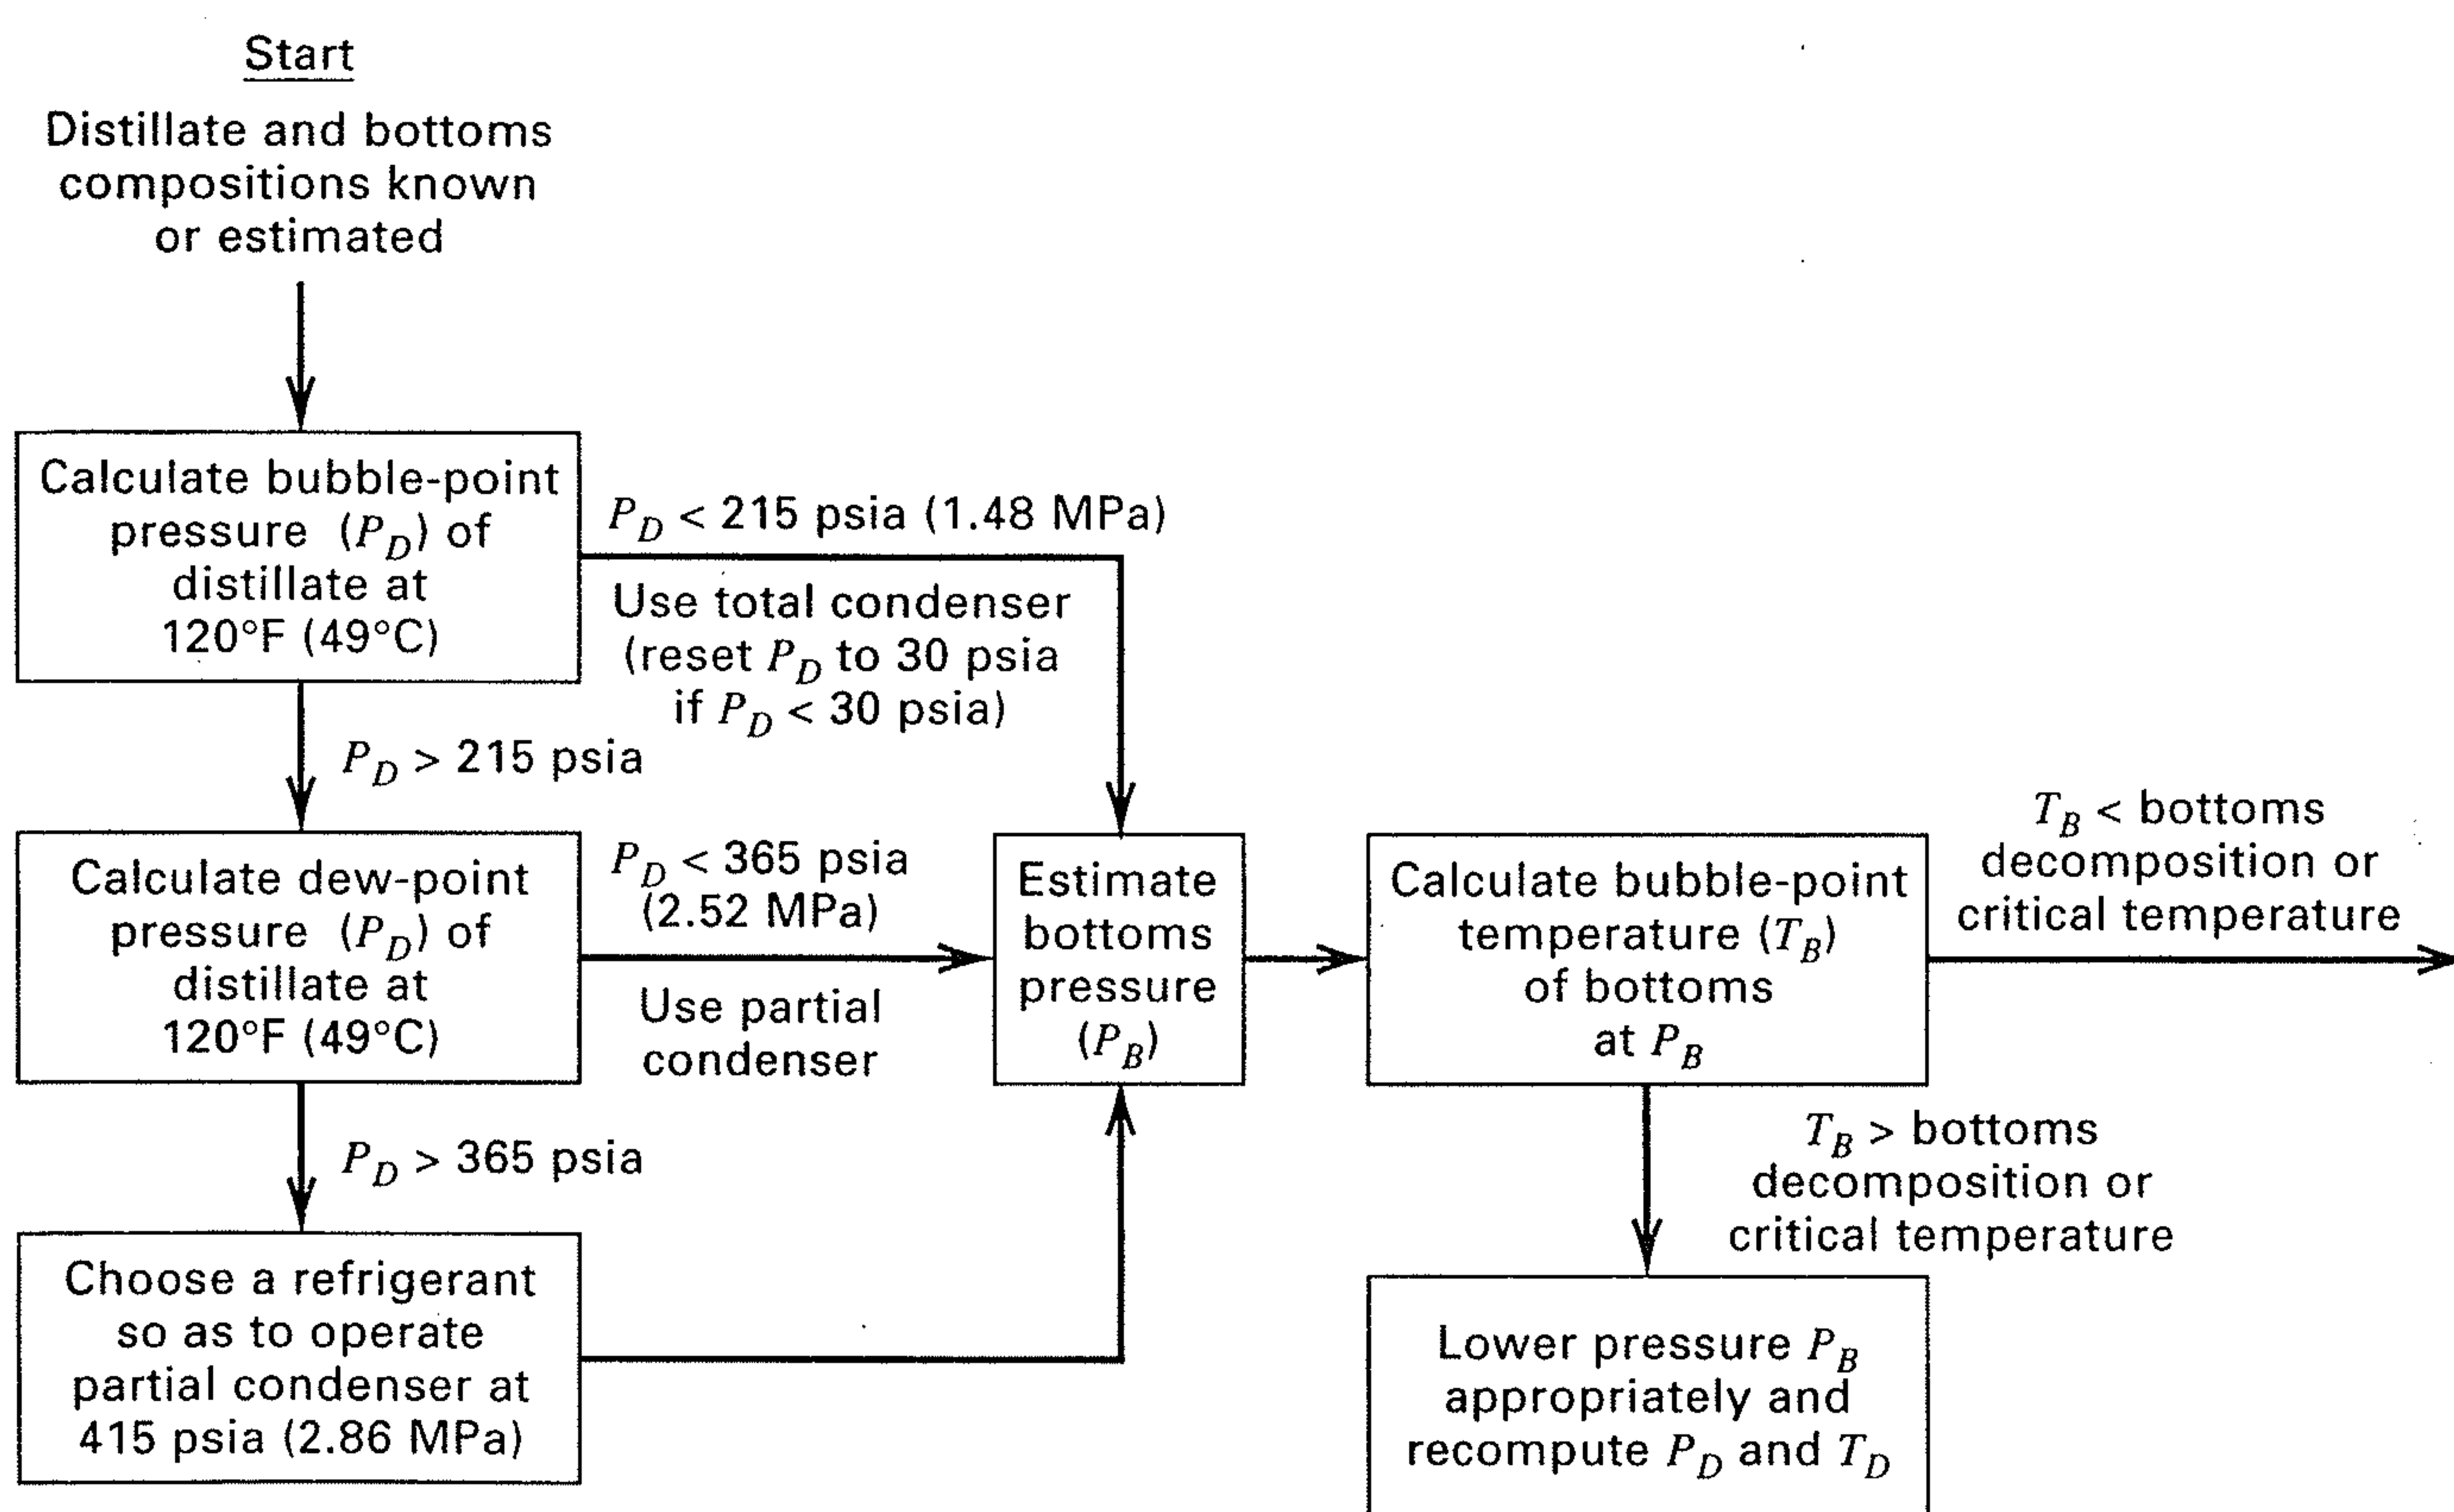 Start
Distillate and bottoms
compositions known
or estimated
Calculate bubble-point
pressure (P_D) of
distillate at
120°F (49°C)
P_D < 215 psia (1.48 MPa)
Use total condenser
(reset P_D to 30 psia
if P_D < 30 psia)
P_D > 215 psia
Calculate dew-point
pressure (P_D) of
distillate at
120°F (49°C)
P_D < 365 psia
(2.52 MPa)
Use partial
condenser
P_D > 365 psia
Choose a refrigerant
so as to operate
partial condenser at
415 psia (2.86 MPa)
Estimate
bottoms
pressure
(P_B)
Calculate bubble-point
temperature (T_B)
of bottoms
at P_B
T_B < bottoms
decomposition or
critical temperature
T_B > bottoms
decomposition or
critical temperature
Lower pressure P_B
appropriately and
recompute P_D and T_D